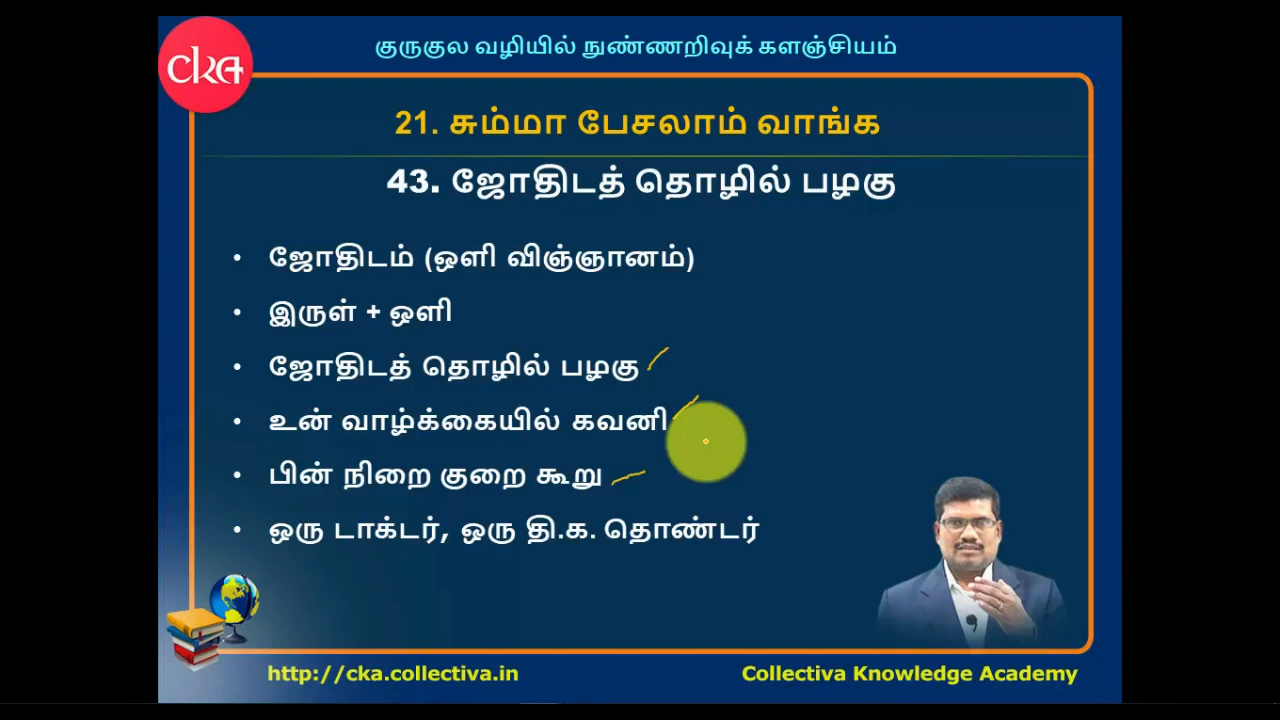 cka
குருகுல வழியில் நுண்ணறிவுக் களஞ்சியம்
21. சும்மா பேசலாம் வாங்க
43. ஜோதிடத் தொழில் பழகு
• ஜோதிடம் (ஒளி விஞ்ஞானம்)
• இருள் + ஒளி
• ஜோதிடத் தொழில் பழகு
• உன் வாழ்க்கையில் கவனி
• பின் நிறை குறை கூறு
• ஒரு டாக்டர், ஒரு தி.க. தொண்டர்
http://cka.collectiva.in
Collectiva Knowledge Academy